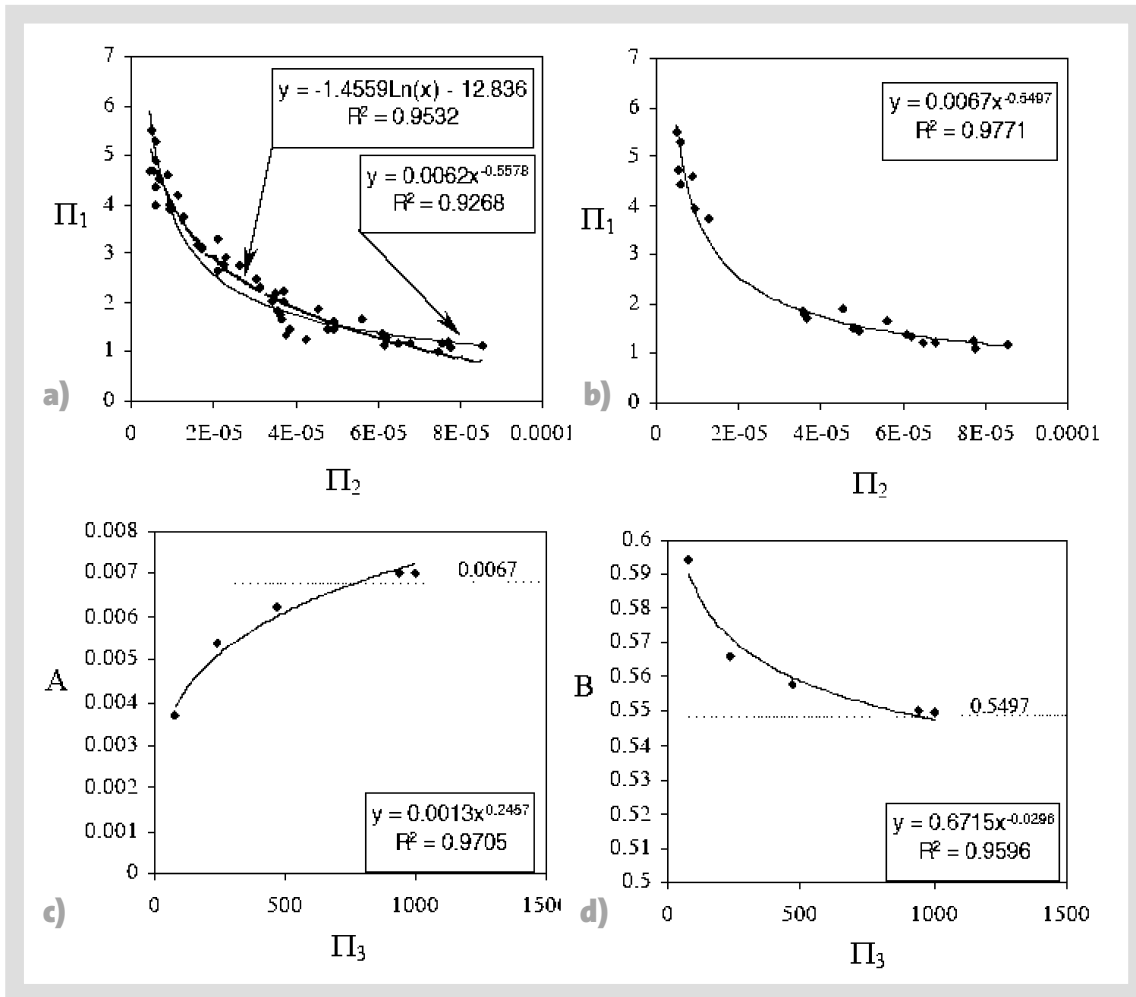 a)
7
6
5
4
3
2
1
0
Π₁
y = -1.4559Ln(x) - 12.836
R² = 0.9532
y = 0.0062x^-0.5578
R² = 0.9268
0 2E-05 4E-05 6E-05 8E-05 0.0001
Π₂
b)
7
6
5
4
3
2
1
0
Π₁
y = 0.0067x^-0.5497
R² = 0.9771
0 2E-05 4E-05 6E-05 8E-05 0.0001
Π₂
c)
0.008
0.007
0.006
0.005
0.004
0.003
0.002
0.001
0
A
0.0067
y = 0.0013x^0.2457
R² = 0.9705
0 500 1000 1500
Π₃
d)
0.6
0.59
0.58
0.57
0.56
0.55
0.54
0.53
0.52
0.51
0.5
B
0.5497
y = 0.6715x^-0.0296
R² = 0.9596
0 500 1000 1500
Π₃